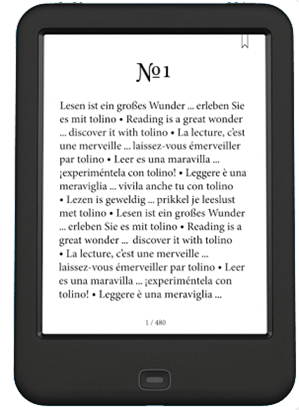 №1
Lesen ist ein großes Wunder ... erleben Sie
es mit tolino • Reading is a great wonder
... discover it with tolino • La lecture, c'est
une merveille ... laissez-vous émerveiller
par tolino • Leer es una maravilla ...
¡experiméntela con tolino! • Leggere è una
meraviglia ... vivila anche tu con tolino
• Lezen is geweldig ... prikkel je leeslust
met tolino • Lesen ist ein großes Wunder
... erleben Sie es mit tolino • Reading is a
great wonder ... discover it with tolino
• La lecture, c'est une merveille ...
laissez-vous émerveiller par tolino • Leer
es una maravilla ... ¡experiméntela con
tolino! • Leggere è una meraviglia ...
1 / 480